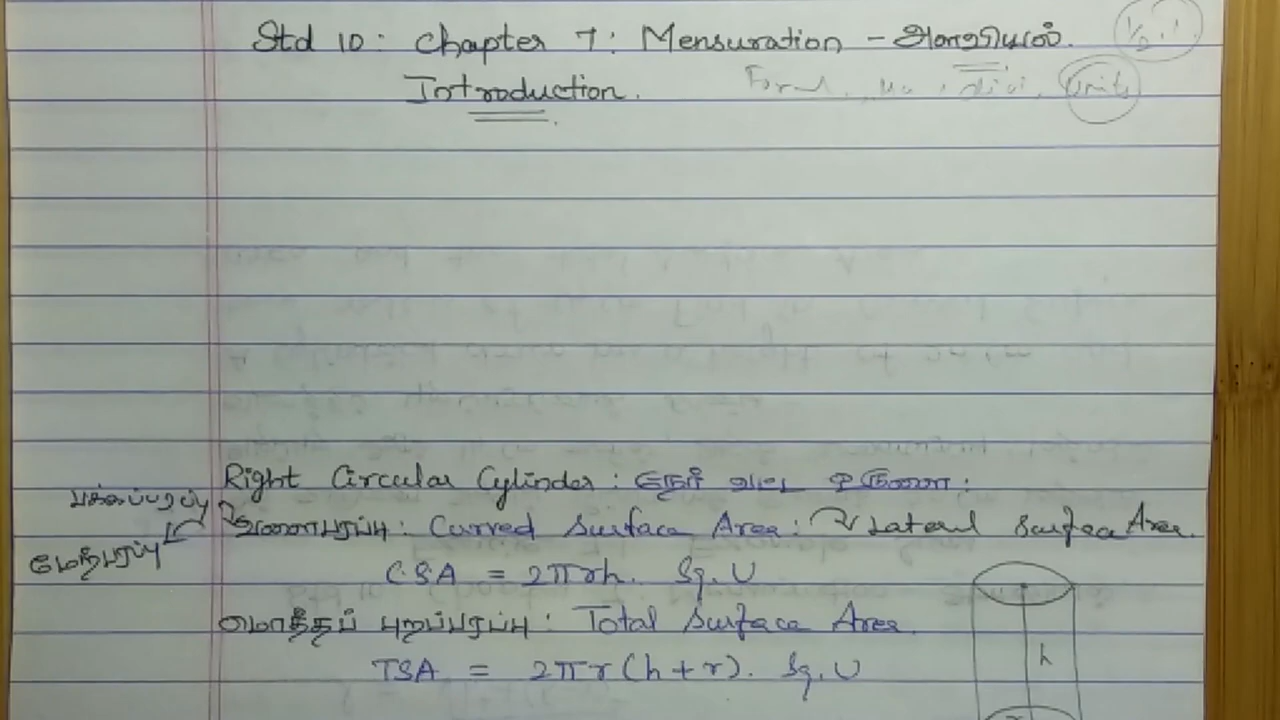 Std 10: Chapter 7: Mensuration - அளவியல்.
Introduction.
Right Circular Cylinder: நேர் வட்ட உருளை:
பக்கப்பரப்பு
வளைபரப்பு: Curved Surface Area: Lateral Surface Area.
மேற்பரப்பு
C.S.A = 2πrh. Sq.U
மொத்தப் புறப்பரப்பு: Total Surface Area.
TSA = 2πr(h+r). Sq.U
h
r